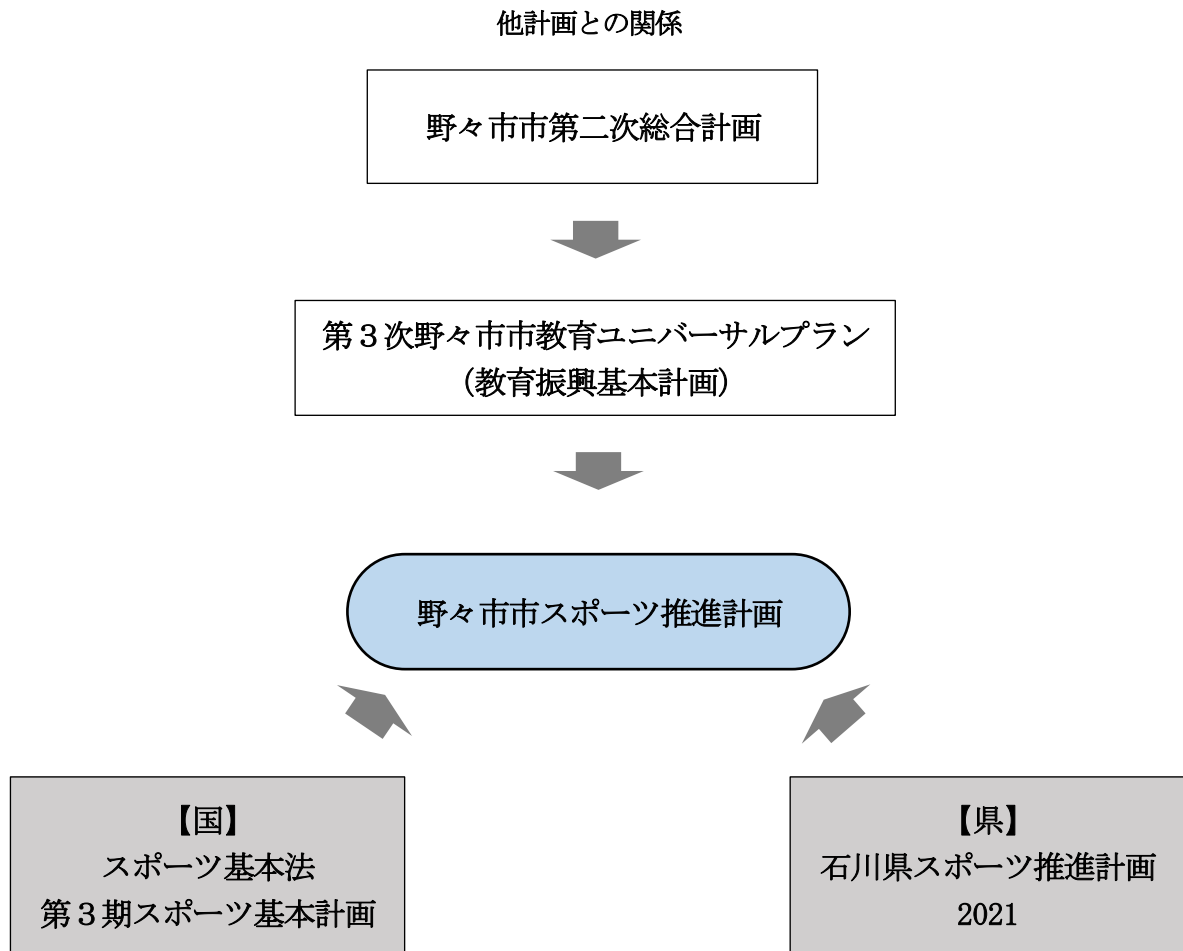 他計画との関係
野々市市第二次総合計画
第３次野々市市教育ユニバーサルプラン
（教育振興基本計画）
野々市市スポーツ推進計画
【国】
スポーツ基本法
第３期スポーツ基本計画
【県】
石川県スポーツ推進計画
2021